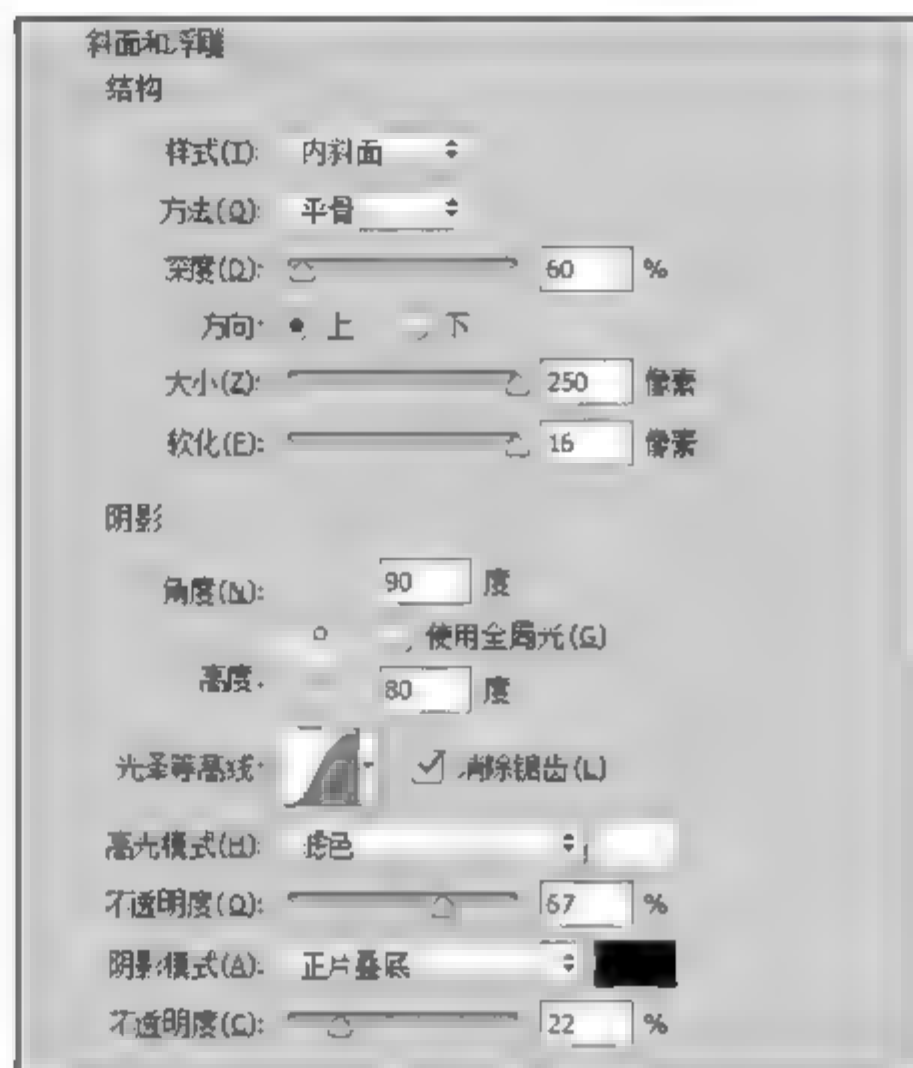 斜面和浮雕
结构
样式(T): 内斜面
方法(Q): 平滑
深度(D): 60 %
方向: 上 下
大小(Z): 250 像素
软化(F): 16 像素
阴影
角度(N): 90 度
使用全局光(G)
高度: 80 度
光泽等高线: 消除锯齿(L)
高光模式(H): 滤色
不透明度(O): 67 %
阴影模式(A): 正片叠底
不透明度(C): 22 %